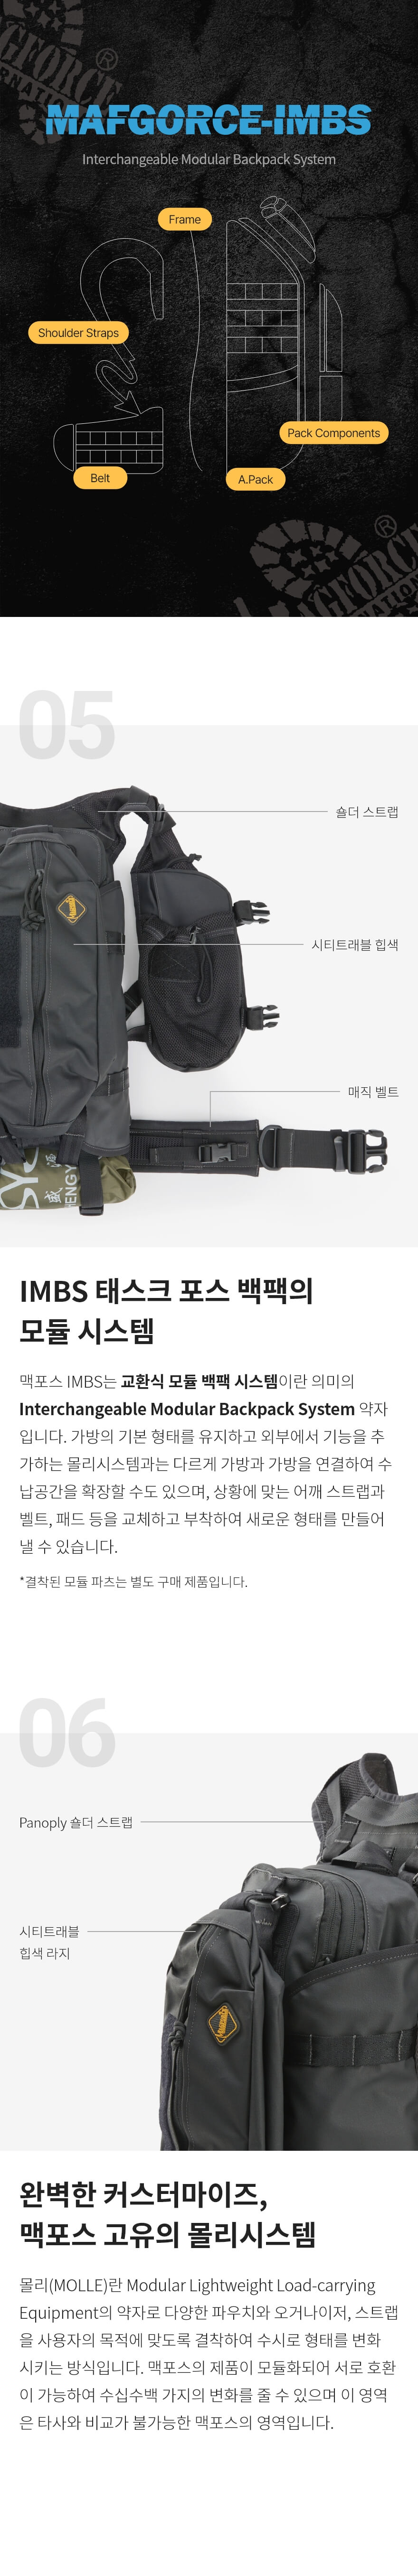 MAFGORCE-IMBS
Interchangeable Modular Backpack System
Frame
Shoulder Straps
Pack Components
Belt
A.Pack
05
숄더 스트랩
시티트래블 힙색
매직 벨트
IMBS 태스크 포스 백팩의
모듈 시스템
맥포스 IMBS는 교환식 모듈 백팩 시스템이란 의미의
Interchangeable Modular Backpack System 약자
입니다. 가방의 기본 형태를 유지하고 외부에서 기능을 추
가하는 몰리시스템과는 다르게 가방과 가방을 연결하여 수
납공간을 확장할 수도 있으며, 상황에 맞는 어깨 스트랩과
벨트, 패드 등을 교체하고 부착하여 새로운 형태를 만들어
낼 수 있습니다.
*결착된 모듈 파츠는 별도 구매 제품입니다.
06
Panoply 숄더 스트랩
시티트래블
힙색 라지
완벽한 커스터마이즈,
맥포스 고유의 몰리시스템
몰리(MOLLE)란 Modular Lightweight Load-carrying
Equipment의 약자로 다양한 파우치와 오거나이저, 스트랩
을 사용자의 목적에 맞도록 결착하여 수시로 형태를 변화
시키는 방식입니다. 맥포스의 제품이 모듈화되어 서로 호환
이 가능하여 수십수백 가지의 변화를 줄 수 있으며 이 영역
은 타사와 비교가 불가능한 맥포스의 영역입니다.